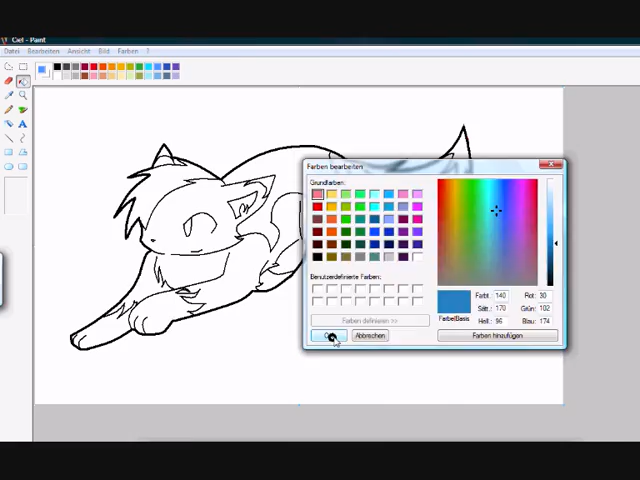 Ciel - Paint
Datei Bearbeiten Ansicht Bild Farben ?
Farben bearbeiten
Grundfarben:
Benutzerdefinierte Farben:
Farben definieren >>
Abbrechen
Farbe|Basis
Farbt.: 140
Sätt.: 170
Hell.: 96
Rot: 30
Grün: 102
Blau: 174
Farben hinzufügen